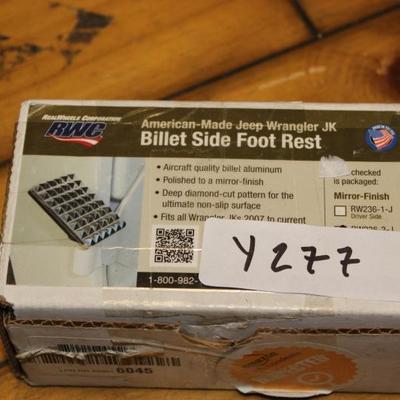 RealWheels Corporation
RWC
American-Made Jeep Wrangler JK
Billet Side Foot Rest
• Aircraft quality billet aluminum
• Polished to a mirror-finish
• Deep diamond-cut pattern for the
ultimate non-slip surface
• Fits all Wrangler JKs 2007 to current
checked
is packaged:
Mirror-Finish
RW236-1-J
Driver Side
Y277
1-800-982-
6045